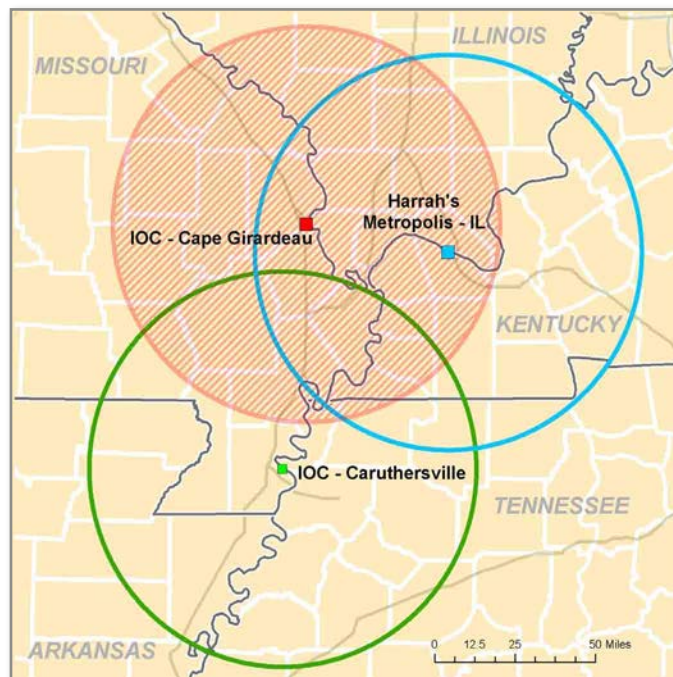 ILLINOIS
MISSOURI
Harrah's
Metropolis - IL
IOC - Cape Girardeau
KENTUCKY
IOC - Caruthersville
TENNESSEE
ARKANSAS
0 12.5 25 50 Miles